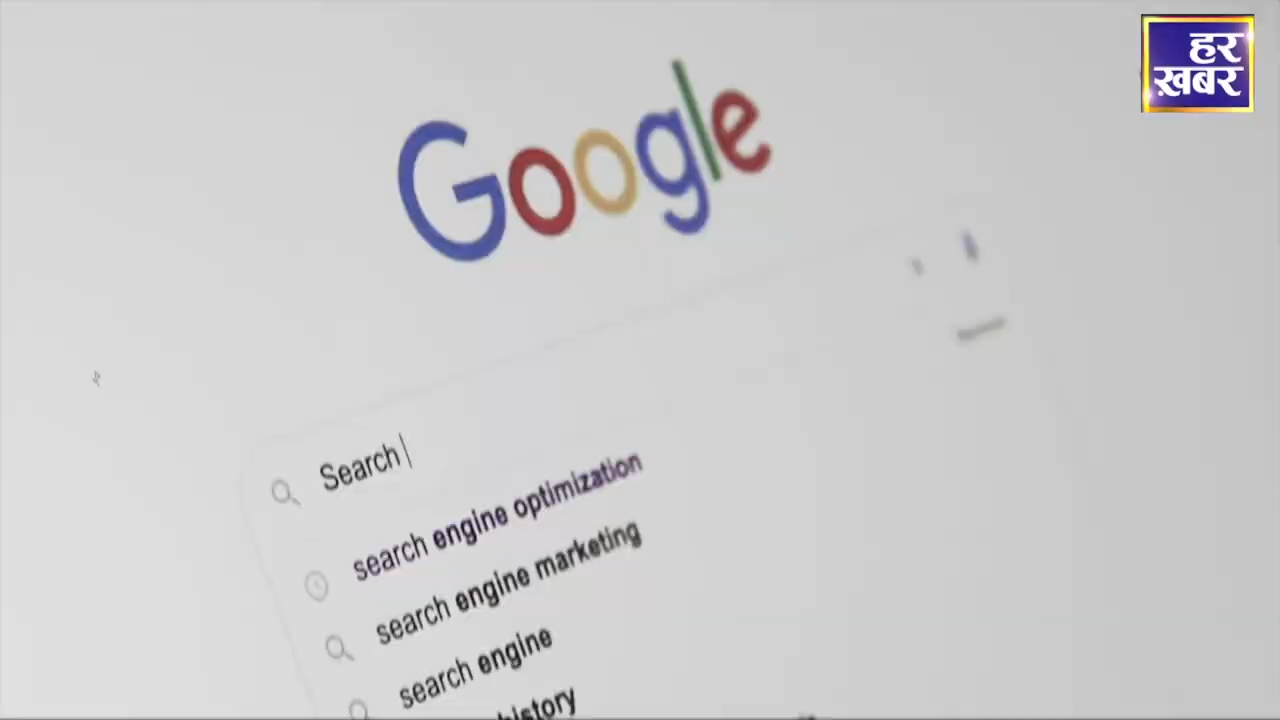 हर
ख़बर
Google
Search
search engine optimization
search engine marketing
search engine
history